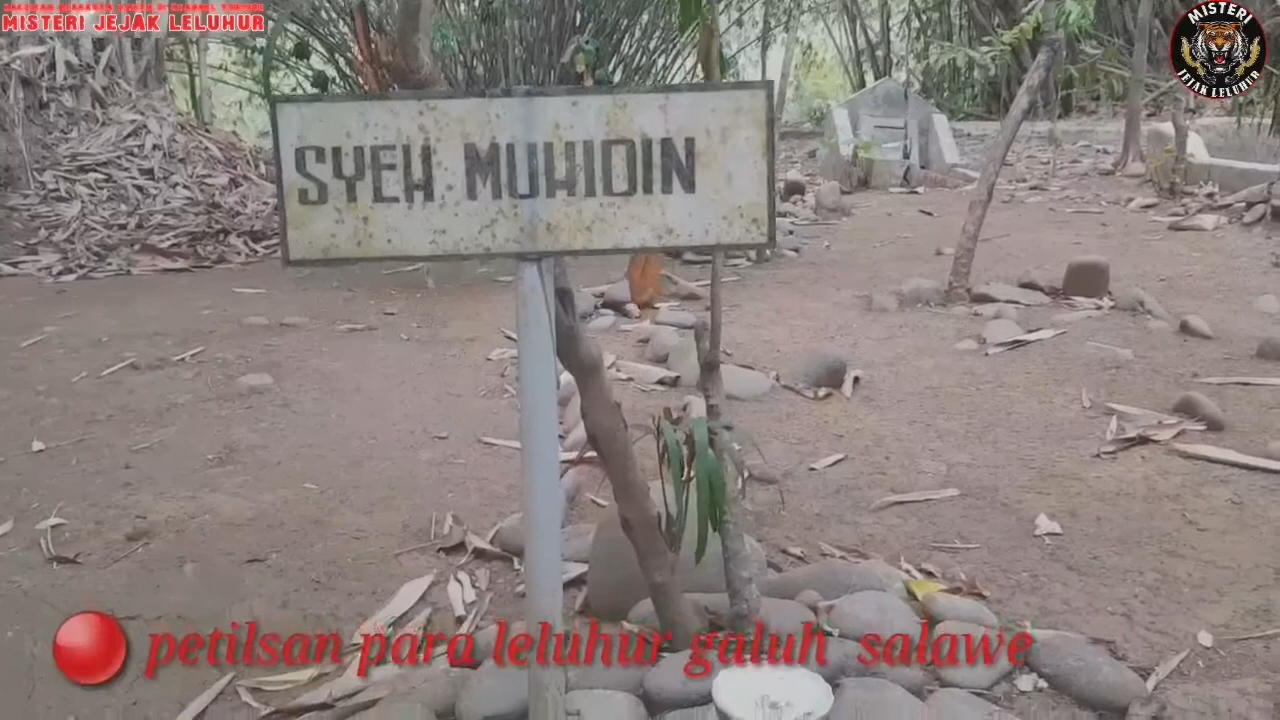 MISTERI JEJAK LELUHUR
MISTERI
JEJAK LELUHUR
SYEH MUHIDIN
petilsan para leluhur galuh salawe